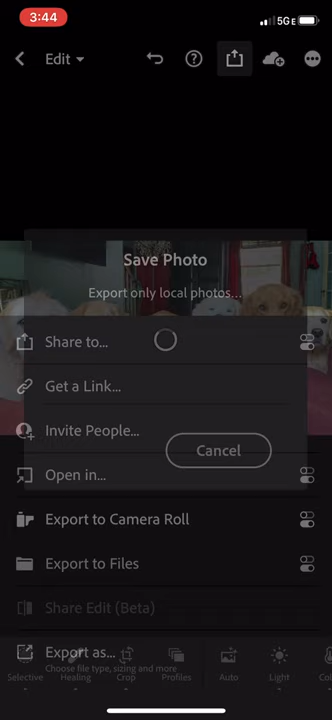 3:44
5GE
Edit
Save Photo
Export only local photos...
Share to...
Get a Link...
Invite People...
Cancel
Open in...
Export to Camera Roll
Export to Files
Share Edit (Beta)
Export as...
Choose file type, sizing and more
Selective Healing Crop Profiles Auto Light